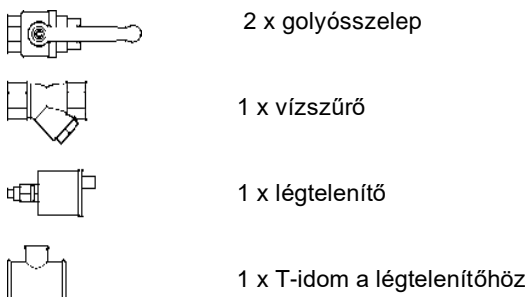 2 x golyósszelep
1 x vízszűrő
1 x légtelenítő
1 x T-idom a légtelenítőhöz